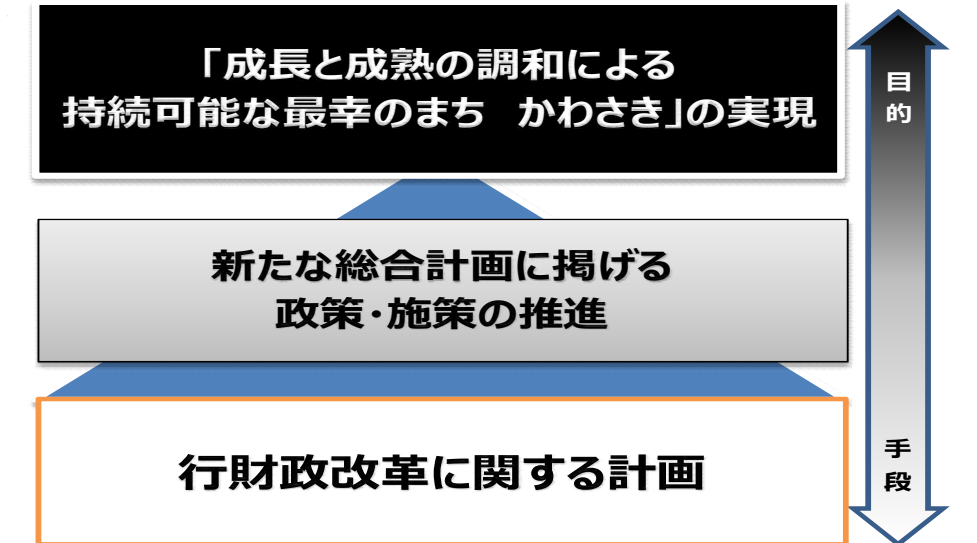 「成長と成熟の調和による
持続可能な最幸のまち　かわさき」の実現
新たな総合計画に掲げる
政策・施策の推進
行財政改革に関する計画
目的
手段